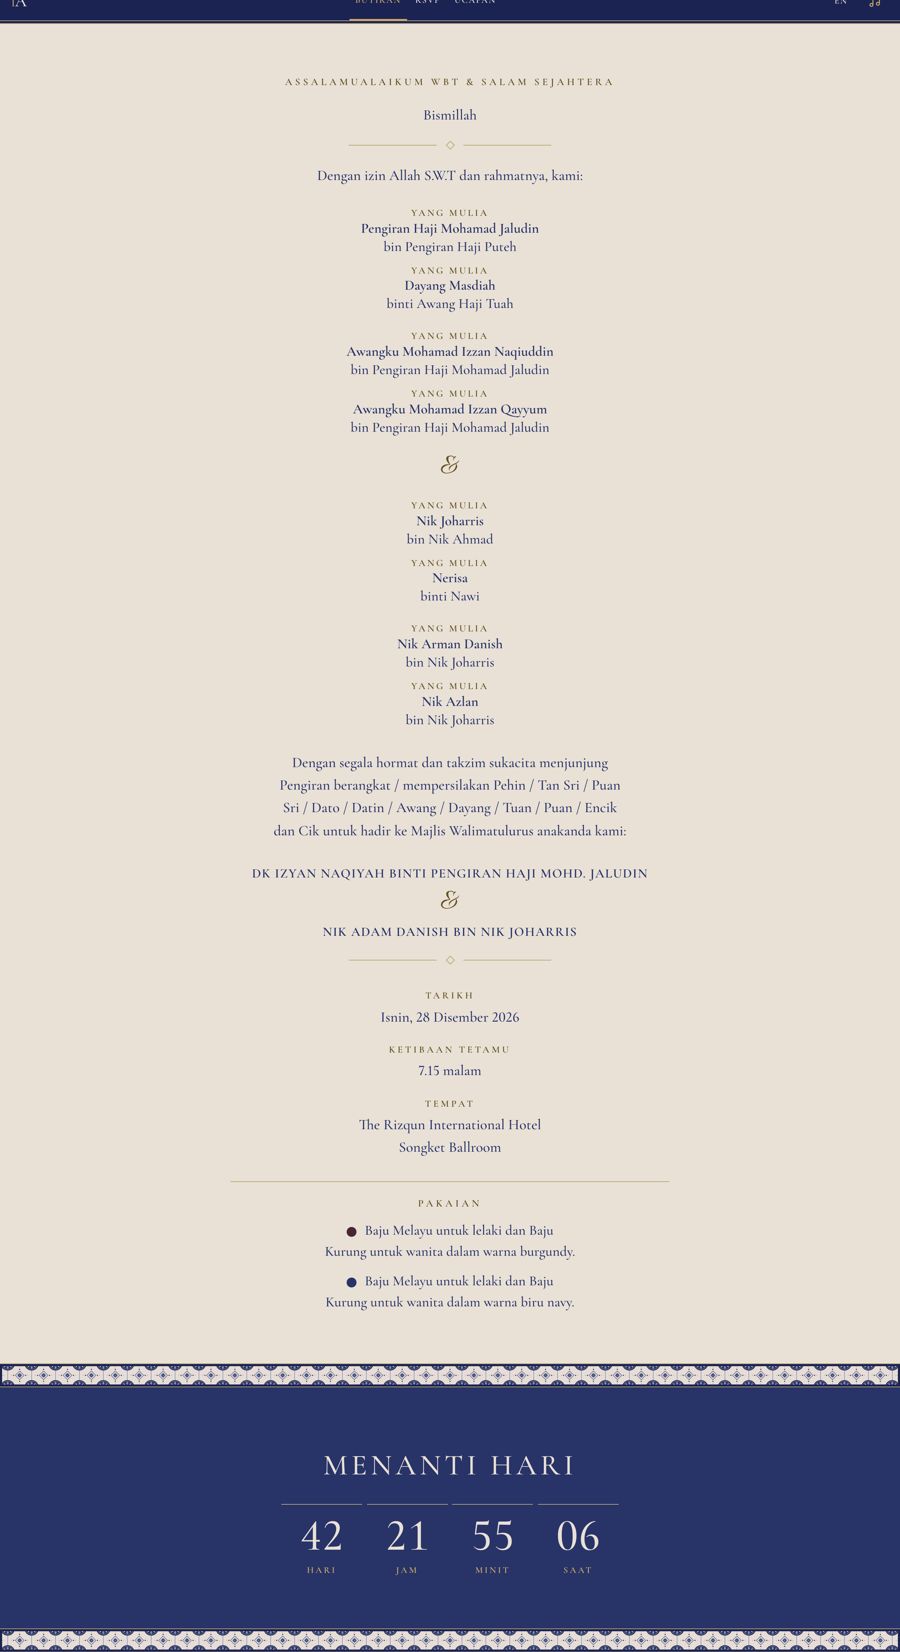 BUTIRAN RSVP UCAPAN
EN
ASSALAMUALAIKUM WBT & SALAM SEJAHTERA
Bismillah
Dengan izin Allah S.W.T dan rahmatnya, kami:
YANG MULIA
Pengiran Haji Mohamad Jaludin
bin Pengiran Haji Puteh
YANG MULIA
Dayang Masdiah
binti Awang Haji Tuah
YANG MULIA
Awangku Mohamad Izzan Naqiuddin
bin Pengiran Haji Mohamad Jaludin
YANG MULIA
Awangku Mohamad Izzan Qayyum
bin Pengiran Haji Mohamad Jaludin
&
YANG MULIA
Nik Joharris
bin Nik Ahmad
YANG MULIA
Nerisa
binti Nawi
YANG MULIA
Nik Arman Danish
bin Nik Joharris
YANG MULIA
Nik Azlan
bin Nik Joharris
Dengan segala hormat dan takzim sukacita menjunjung
Pengiran berangkat / mempersilakan Pehin / Tan Sri / Puan
Sri / Dato / Datin / Awang / Dayang / Tuan / Puan / Encik
dan Cik untuk hadir ke Majlis Walimatulurus anakanda kami:
DK IZYAN NAQIYAH BINTI PENGIRAN HAJI MOHD. JALUDIN
&
NIK ADAM DANISH BIN NIK JOHARRIS
TARIKH
Isnin, 28 Disember 2026
KETIBAAN TETAMU
7.15 malam
TEMPAT
The Rizqun International Hotel
Songket Ballroom
PAKAIAN
Baju Melayu untuk lelaki dan Baju
Kurung untuk wanita dalam warna burgundy.
Baju Melayu untuk lelaki dan Baju
Kurung untuk wanita dalam warna biru navy.
MENANTI HARI
42 21 55 06
HARI JAM MINIT SAAT